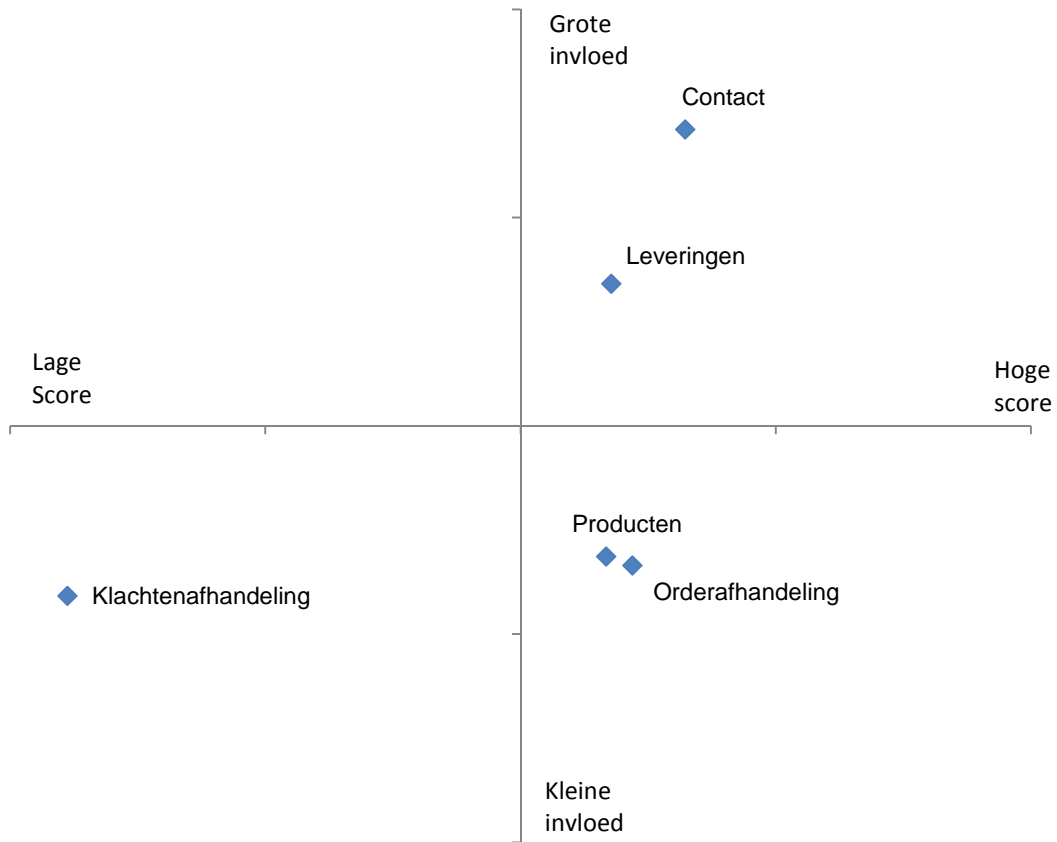 Grote
invloed
Contact
Leveringen
Lage
Score
Hoge
score
Producten
Orderafhandeling
Klachtenafhandeling
Kleine
invloed